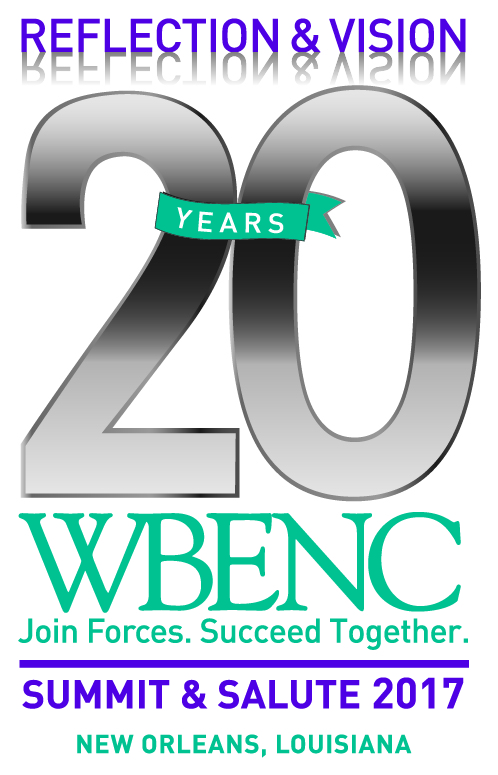 REFLECTION & VISION
20
YEARS
WBENC
Join Forces. Succeed Together.
SUMMIT & SALUTE 2017
NEW ORLEANS, LOUISIANA